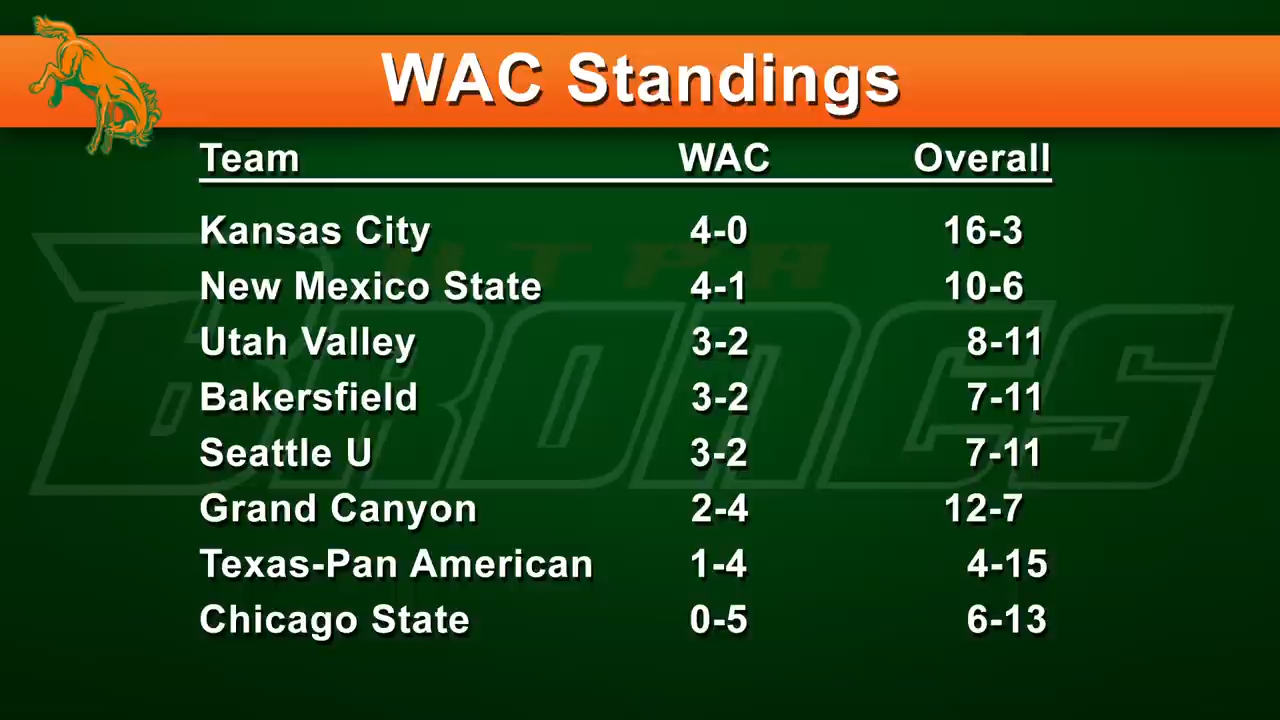 WAC Standings
Team WAC Overall
Kansas City 4-0 16-3
New Mexico State 4-1 10-6
Utah Valley 3-2 8-11
Bakersfield 3-2 7-11
Seattle U 3-2 7-11
Grand Canyon 2-4 12-7
Texas-Pan American 1-4 4-15
Chicago State 0-5 6-13
UTPA
BRONCS